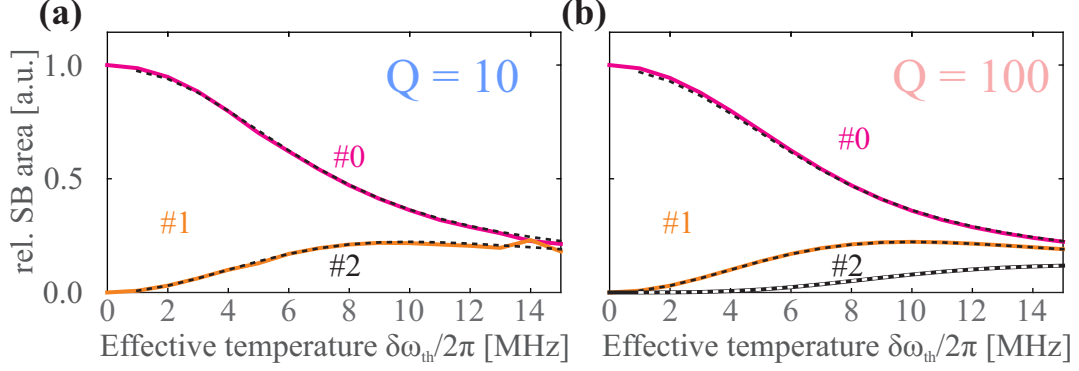 (a)
(b)
rel. SB area [a.u.]
1.0
0.5
0.0
Q = 10
#0
#1
#2
0 2 4 6 8 10 12 14
Effective temperature δωth/2π [MHz]
Q = 100
#0
#1
#2
0 2 4 6 8 10 12 14
Effective temperature δωth/2π [MHz]